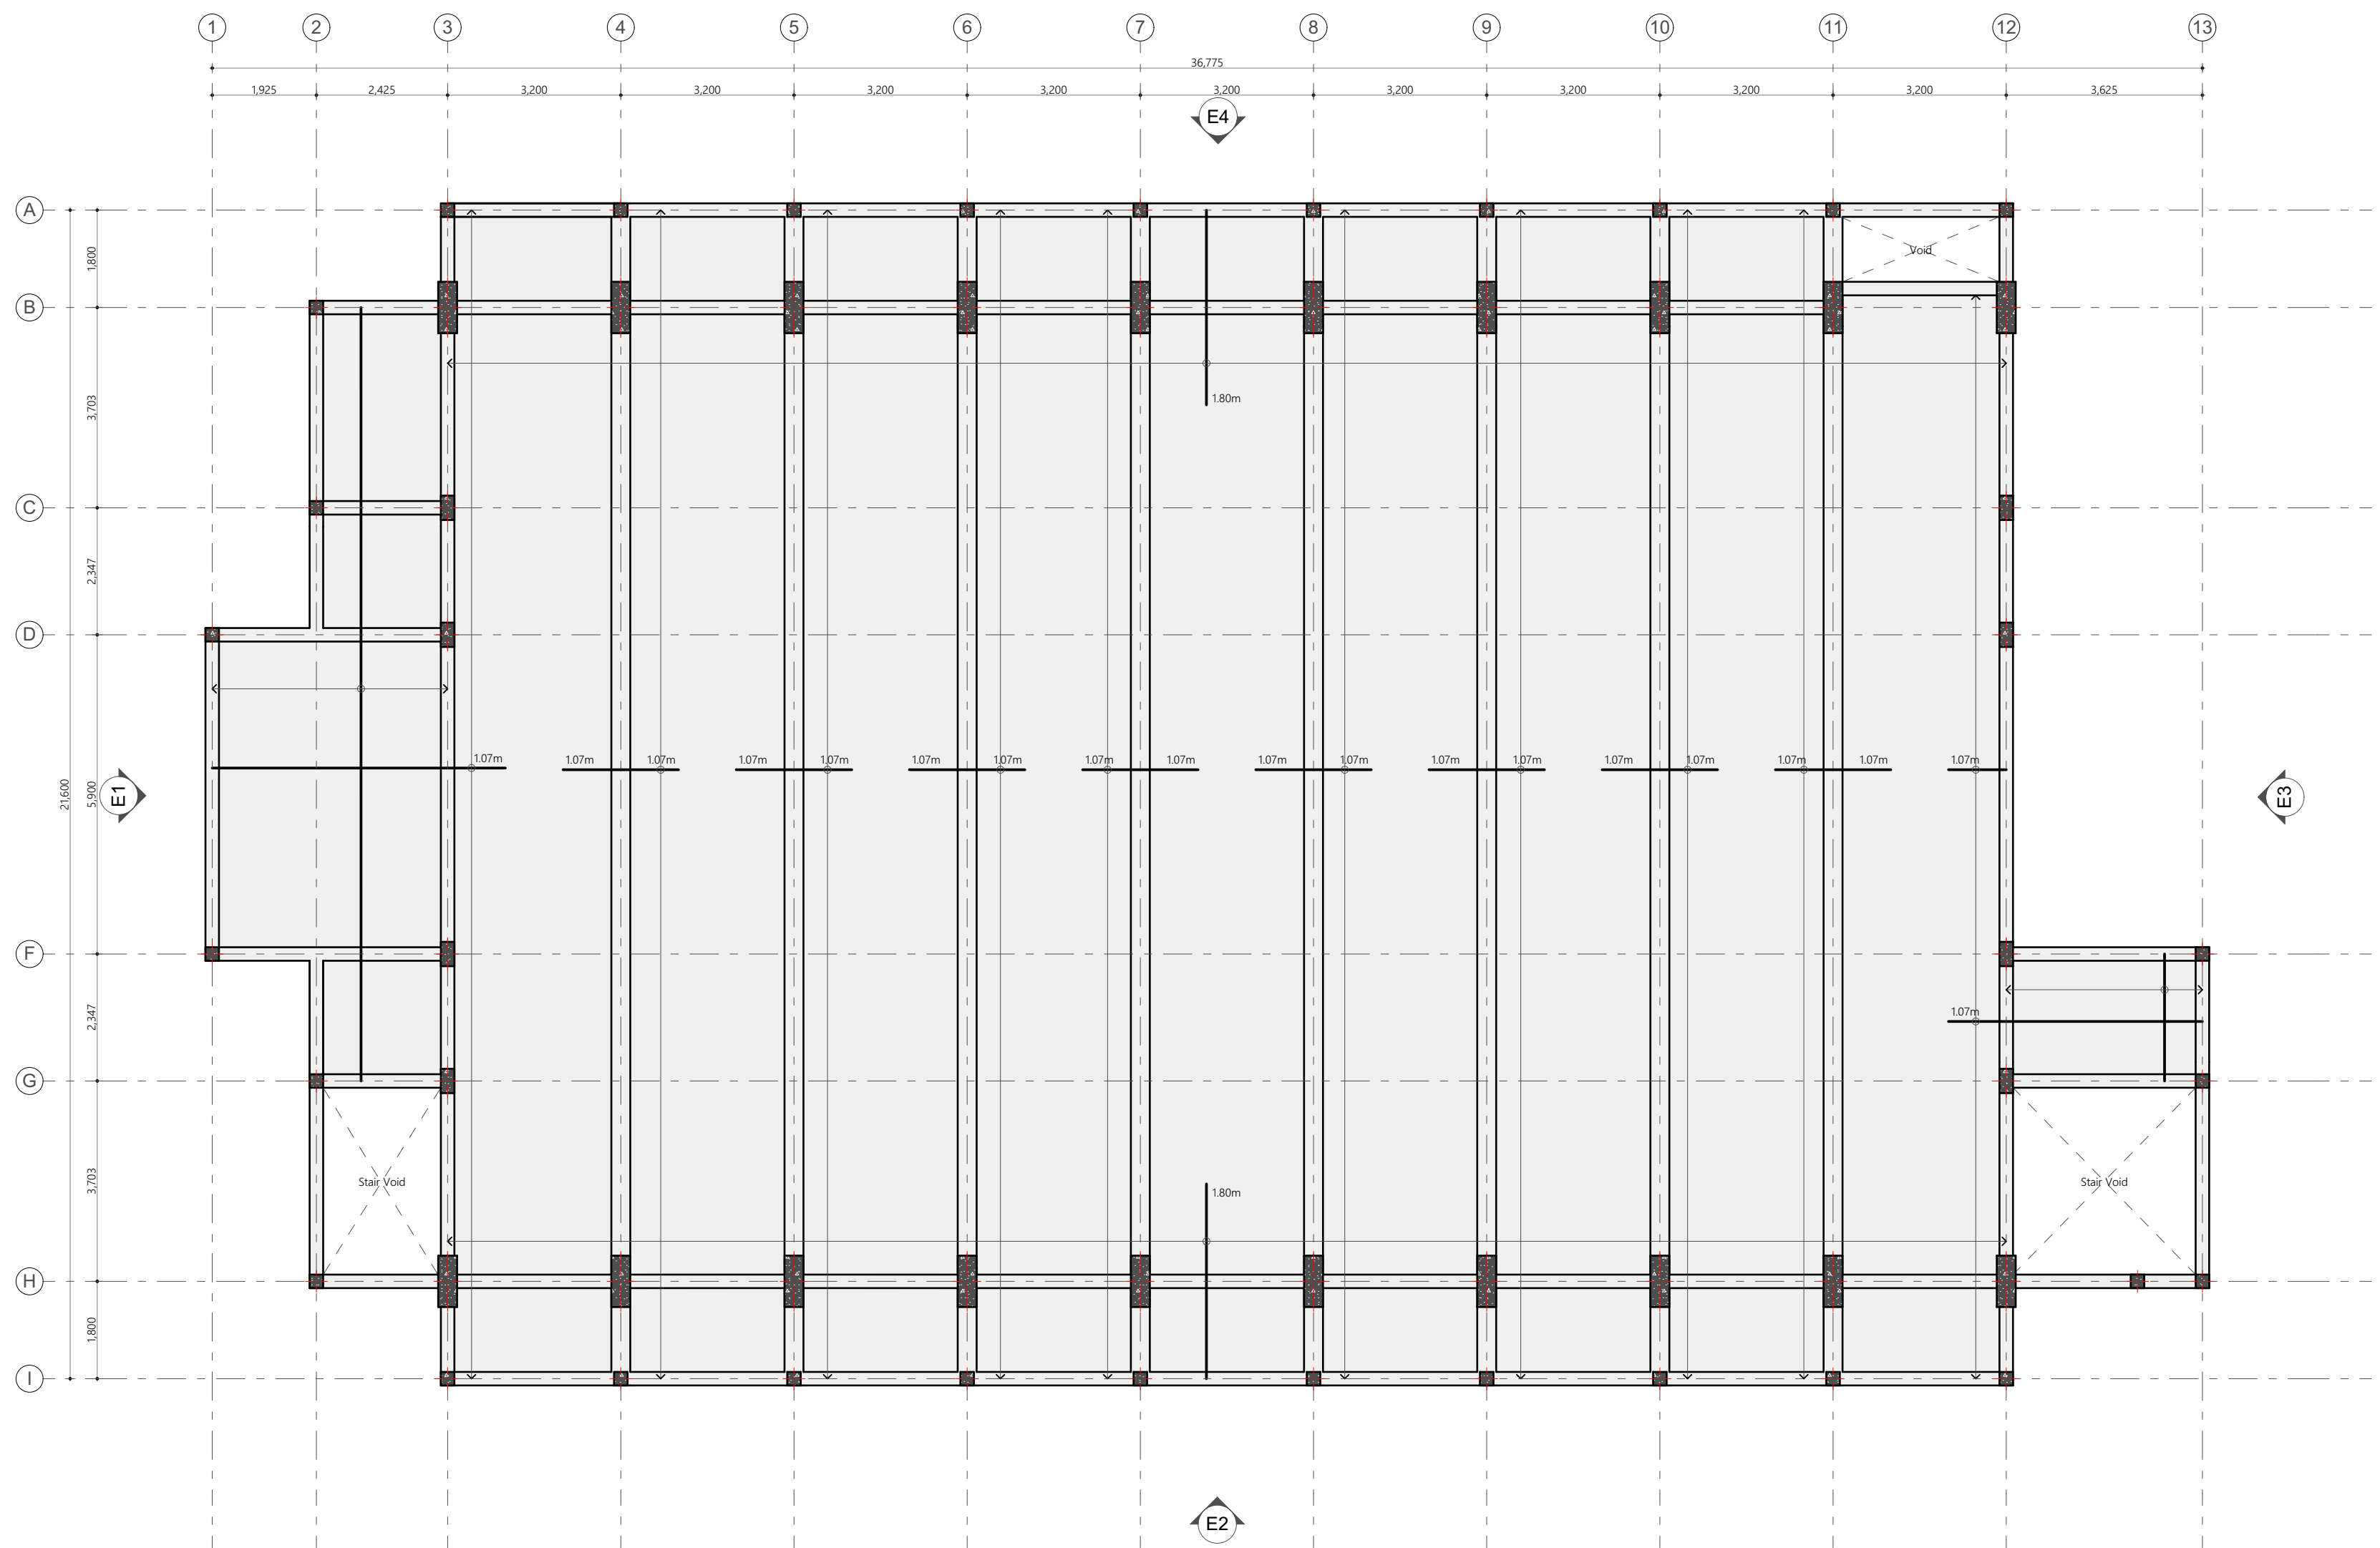 1 2 3 4 5 6 7 8 9 10 11 12 13
36,775
1,925 2,425 3,200 3,200 3,200 3,200 3,200 3,200 3,200 3,200 3,200 3,625
E4
A
1,800
Void
B
1.80m
3,703
C
2,347
D
1.07m 1.07m 1.07m 1.07m 1.07m 1.07m 1.07m 1.07m 1.07m 1.07m 1.07m 1.07m 1.07m 1.07m 1.07m 1.07m 1.07m 1.07m
21,600
5,900
E1
E3
F
1.07m
2,347
G
Stair Void
Stair Void
3,703
1.80m
H
1,800
I
E2